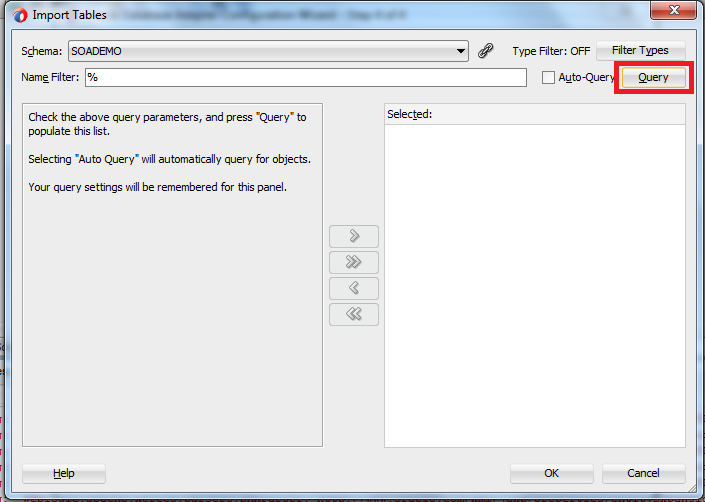 Import Tables
Schema: SOADEMO Type Filter: OFF Filter Types
Name Filter: % Auto-Query Query
Check the above query parameters, and press "Query" to
populate this list.
Selecting "Auto Query" will automatically query for objects.
Your query settings will be remembered for this panel.
Selected:
Help OK Cancel